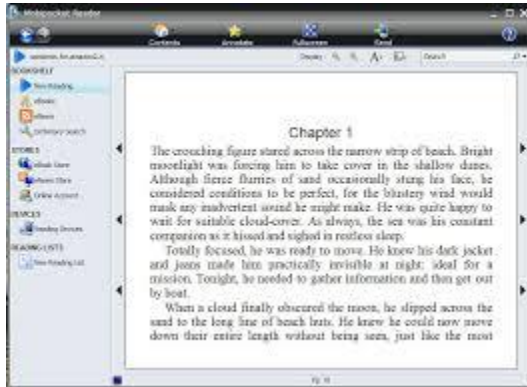 Mobipocket Reader
Contents
Annotate
Fullscreen
Send
Display
Search
BOOKSHELF
Now Reading
eBooks
eNews
Dictionary Search
STORES
eBook Store
eNews Store
Online Account
DEVICES
Reading Devices
READING LISTS
New Reading List
Chapter 1
The crouching figure stared across the narrow strip of beach. Bright
moonlight was forcing him to take cover in the shallow dunes.
Although fierce flurries of sand occasionally stung his face, he
considered conditions to be perfect, for the blustery wind would
mask any inadvertent sound he might make. He was quite happy to
wait for suitable cloud-cover. As always, the sea was his constant
companion as it hissed and sighed in restless sleep.
Totally focused, he was ready to move. He knew his dark jacket
and jeans made him practically invisible at night; ideal for a
mission. Tonight, he needed to gather information and then get out
by boat.
When a cloud finally obscured the moon, he slipped across the
sand to the long line of beach huts. He knew he could now move
down their entire length without being seen, just like the most